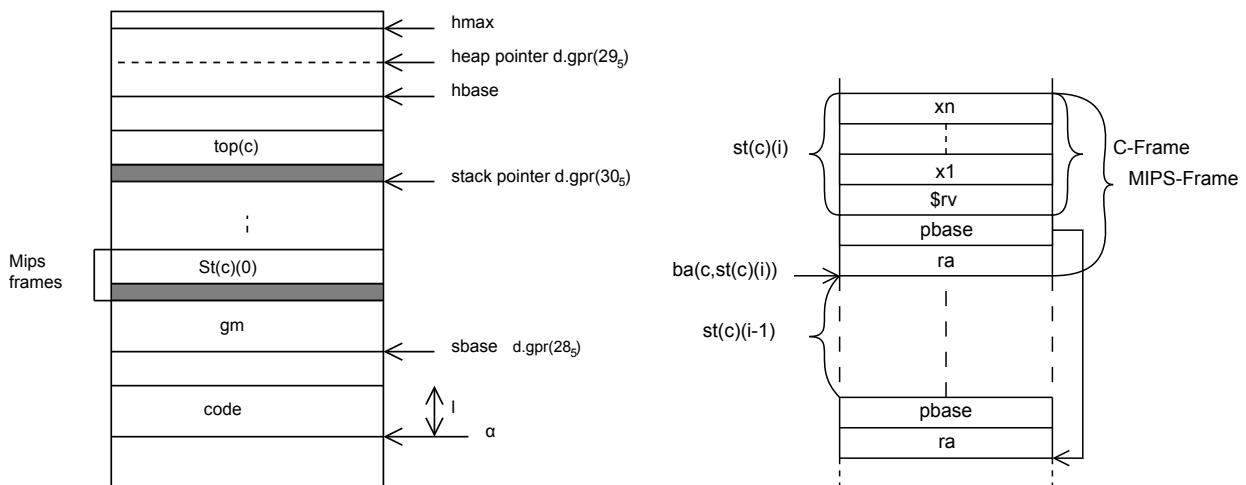 hmax
heap pointer d.gpr(29₅)
hbase
top(c)
stack pointer d.gpr(30₅)
Mips
frames
St(c)(0)
gm
sbase d.gpr(28₅)
code
l
α
xn
st(c)(i)
C-Frame
MIPS-Frame
x1
$rv
pbase
ra
ba(c,st(c)(i))
st(c)(i-1)
pbase
ra